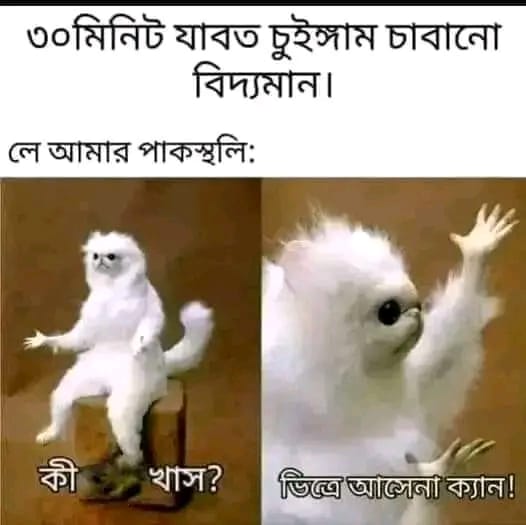 ৩০মিনিট যাবত চুইঙ্গাম চাবানো
বিদ্যমান।
লে আমার পাকস্থলি:
কী খাস?
ভিত্রে আসেনা ক্যান!